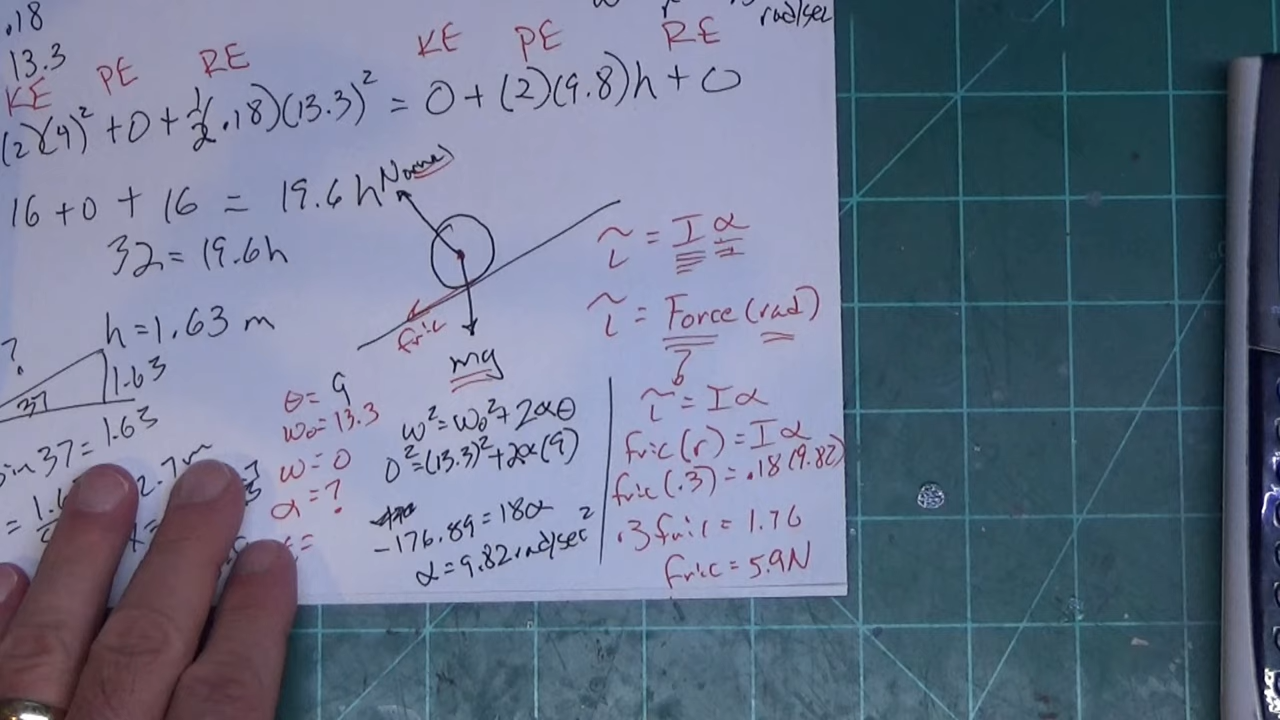 .18
rad/sec
13.3
KE PE RE KE PE RE
(2)(4)² + 0 + ½(.18)(13.3)² = 0 + (2)(9.8)h + 0
16 + 0 + 16 = 19.6h
32 = 19.6h
h = 1.63 m
?
1.63
37
sin 37 = 1.63
2.7m
Normal
fric
mg
θ = 9
ω₀ = 13.3
ω = 0
α = ?
t =
ω² = ω₀² + 2αθ
0² = (13.3)² + 2α(9)
-176.89 = 18α
α = 9.82 rad/sec²
τ = Iα
τ = Force (rad)
?
τ = Iα
fric(r) = Iα
fric(.3) = .18(9.82)
.3 fric = 1.76
fric = 5.9N